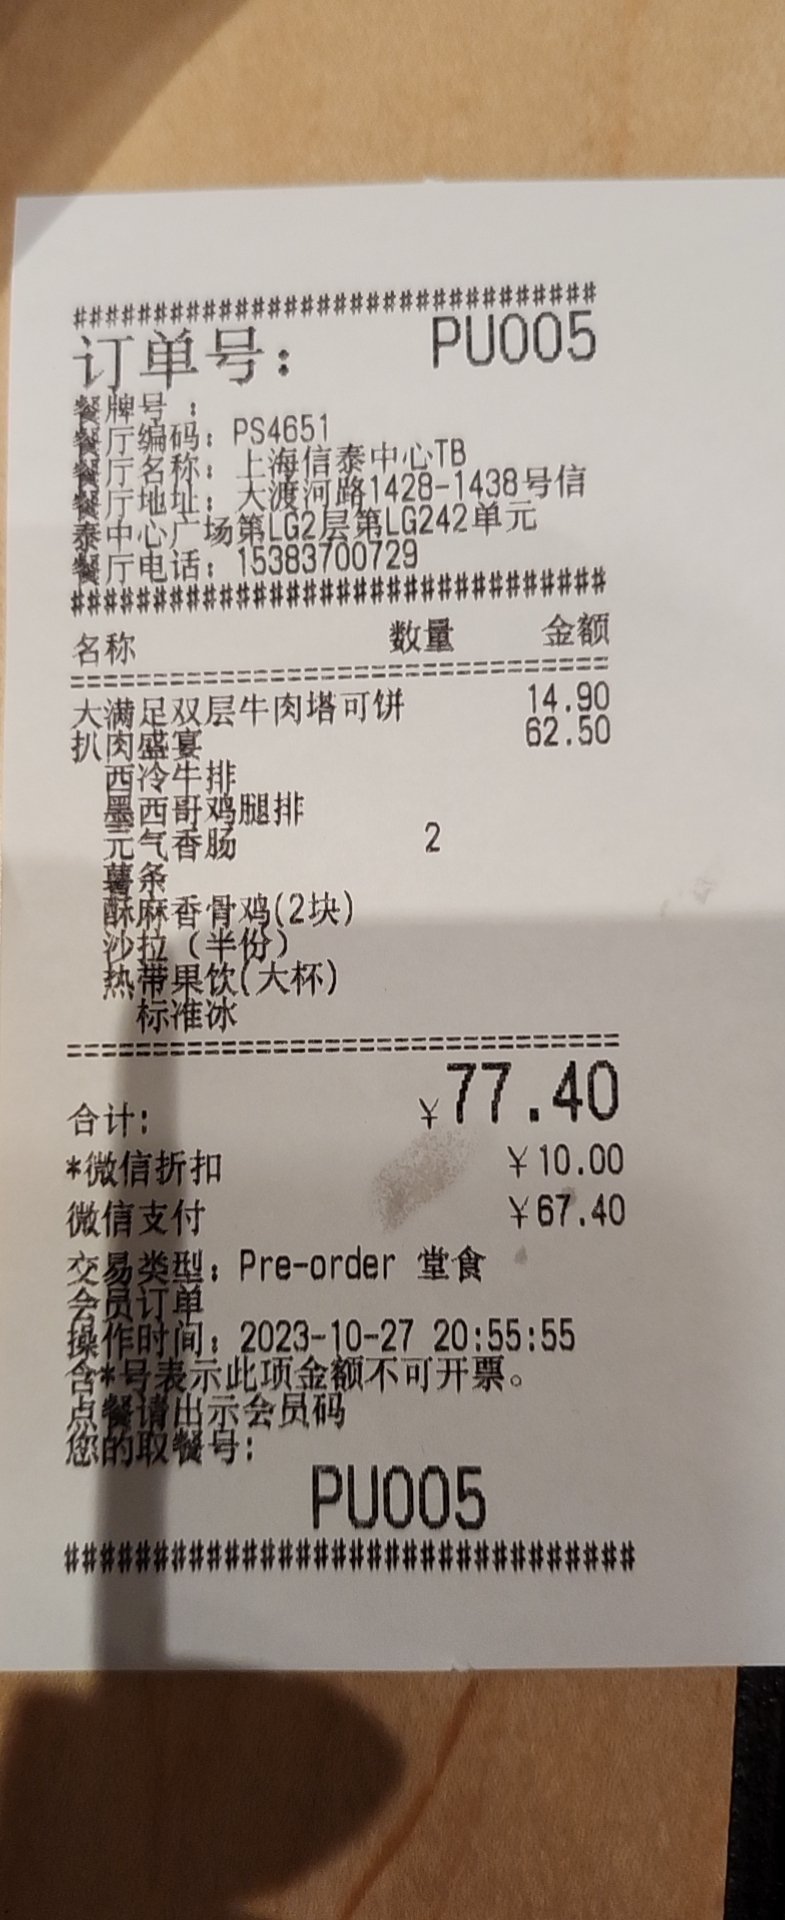 #################################
订单号： PU005
餐牌号：
餐厅编码：PS4651
餐厅名称：上海信泰中心TB
餐厅地址：大渡河路1428-1438号信
泰中心广场第LG2层第LG242单元
餐厅电话：15383700729
#################################
名称 数量 金额
=================================
大满足双层牛肉塔可饼 14.90
扒肉盛宴 62.50
西冷牛排
墨西哥鸡腿排
元气香肠 2
薯条
酥麻香骨鸡(2块)
沙拉（半份）
热带果饮(大杯)
标准冰
=================================
合计: ￥77.40
*微信折扣 ￥10.00
微信支付 ￥67.40
交易类型：Pre-order 堂食
会员订单
操作时间：2023-10-27 20:55:55
含*号表示此项金额不可开票。
点餐请出示会员码
您的取餐号:
PU005
#################################